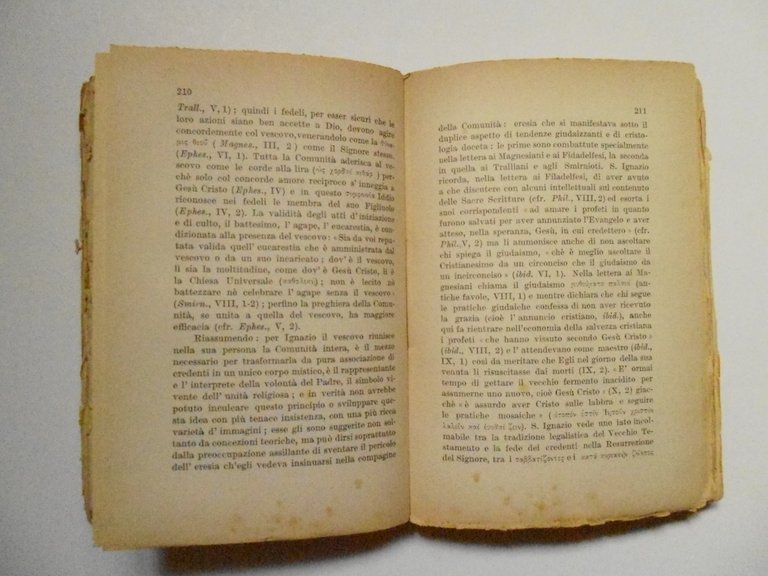 210
Trall., V, 1) ; quindi i fedeli, per esser sicuri che le
loro azioni siano ben accette a Dio, devono agire
concordemente col vescovo, venerandolo come la
θεοῦ (Magnes., III, 2) come il Signore stesso
(Ephes., VI, 1). Tutta la Comunità aderisca al ve-
scovo come le corde alla lira (ὡς χορδαὶ) per-
chè solo col concorde amore reciproco s'inneggia a
Gesù Cristo (Ephes., IV) e in questo Iddio
riconosce nei fedeli le membra del suo Figliuolo
(Ephes., IV, 2). La validità degli atti d'iniziazione
e di culto, il battesimo, l' agape, l' eucarestia, è con-
dizionata alla presenza del vescovo : «Sia da voi repu-
tata valida quell' eucarestia che è amministrata dal
vescovo o da un suo incaricato ; dov' è il vescovo,
lì sia la moltitudine, come dov' è Gesù Cristo, lì è
la Chiesa Universale ; non è lecito nè
battezzare nè celebrare l' agape senza il vescovo »
(Smirn., VIII, 1-2) ; perfino la preghiera della Comu-
nità, se unita a quella del vescovo, ha maggiore
efficacia (cfr. Ephes., V, 2).
Riassumendo : per Ignazio il vescovo riunisce
nella sua persona la Comunità intera, è il mezzo
necessario per trasformarla da pura associazione di
credenti in un unico corpo mistico, è il rappresentante
e l' interprete della volontà del Padre, il simbolo vi-
vente dell' unità religiosa ; e in verità non avrebbe
potuto inculcare questo principio o sviluppare que-
sta idea con più tenace insistenza, con una più ricca
varietà d' immagini ; esse gli sono suggerite non sol-
tanto da concezioni teoriche, ma può dirsi soprattutto
dalla preoccupazione assillante di sventare il pericolo
dell' eresia ch'egli vedeva insinuarsi nella compagine
211
della Comunità : eresia che si manifestava sotto il
duplice aspetto di tendenze giudaizzanti e di cristo-
logia doceta : le prime sono combattute specialmente
nella lettera ai Magnesiani e ai Filadelfesi, la seconda
in quella ai Tralliani e agli Smirnioti. S. Ignazio
ricorda, nella lettera ai Filadelfesi, di aver avuto
a che discutere con alcuni intellettuali sul contenuto
delle Sacre Scritture (cfr. Phil., VIII, 2) ed esorta i
suoi corrispondenti « ad amare i profeti in quanto
furono salvati per aver annunziato l'Evangelo e aver
atteso, nella speranza, Gesù, in cui credettero » (cfr.
Phil., V, 2) ma li ammonisce anche di non ascoltare
chi spiega il giudaismo, «chè è meglio ascoltare il
Cristianesimo da un circonciso che il giudaismo da
un incirconciso » (ibid. VI, 1). Nella lettera ai Ma-
gnesiani chiama il giudaismo μυθεύματα παλαιά (an-
tiche favole, VIII, 1) e mentre dichiara che chi segue
le pratiche giudaiche confessa di non aver ricevuta
la grazia (cioè l' annuncio cristiano, ibid.), anche
qui fa rientrare nell'economia della salvezza cristiana
i profeti « che hanno vissuto secondo Gesù Cristo »
(ibid., VIII, 2) e l' attendevano come maestro (ibid.,
IX, 1) così da meritare che Egli nel giorno della sua
venuta li risuscitasse dai morti (IX, 2). «E' ormai
tempo di gettare il vecchio fermento inacidito per
assumerne un nuovo, cioè Gesù Cristo » (X, 2) giac-
chè «è assurdo aver Cristo sulle labbra e seguire
le pratiche mosaiche »
S. Ignazio vede uno iato incol-
mabile tra la tradizione legalistica del Vecchio Te-
stamento e la fede dei credenti nella Resurrezione
del Signore, tra i σαββατίζοντες e i κατὰ κυριακὴν ζῶντες